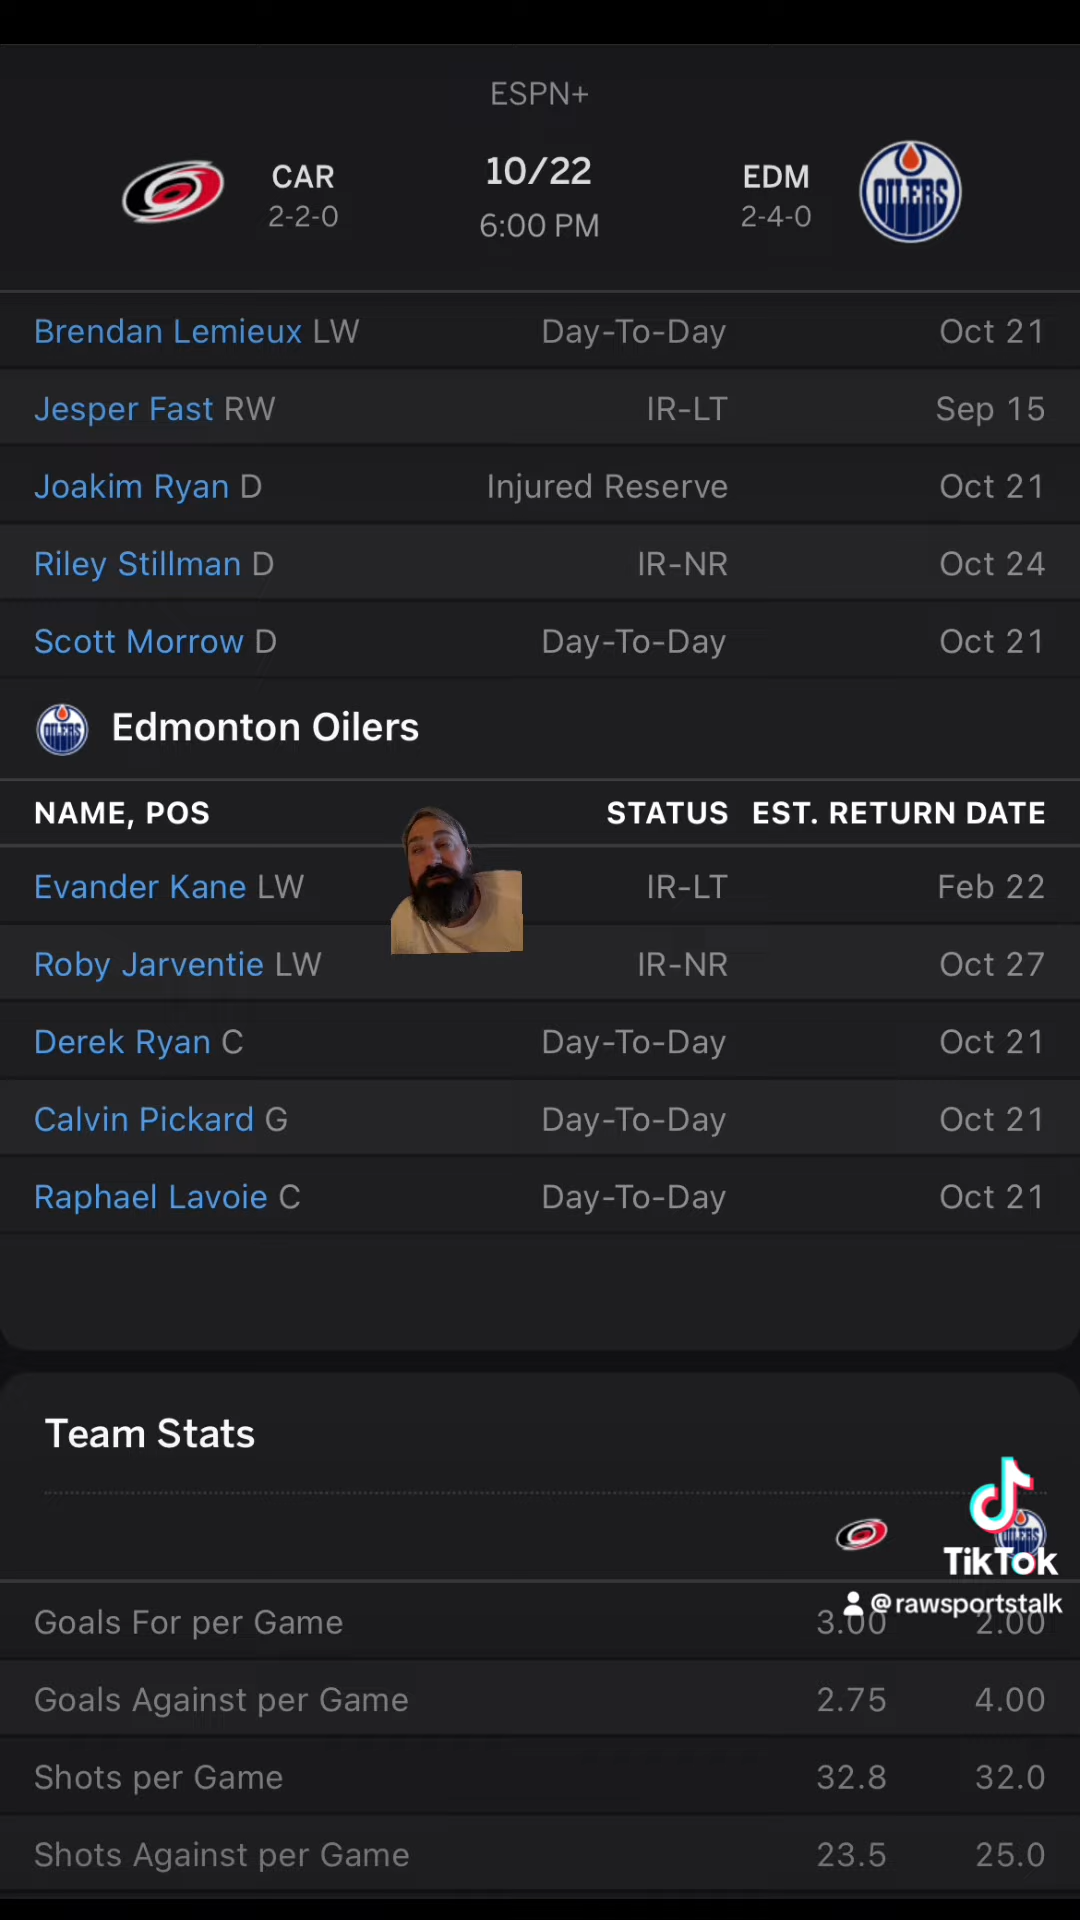 ESPN+
CAR 10/22 EDM
2-2-0 6:00 PM 2-4-0
OILERS
Brendan Lemieux LW Day-To-Day Oct 21
Jesper Fast RW IR-LT Sep 15
Joakim Ryan D Injured Reserve Oct 21
Riley Stillman D IR-NR Oct 24
Scott Morrow D Day-To-Day Oct 21
OILERS Edmonton Oilers
NAME, POS STATUS EST. RETURN DATE
Evander Kane LW IR-LT Feb 22
Roby Jarventie LW IR-NR Oct 27
Derek Ryan C Day-To-Day Oct 21
Calvin Pickard G Day-To-Day Oct 21
Raphael Lavoie C Day-To-Day Oct 21
Team Stats
OILERS
TikTok
@rawsportstalk
Goals For per Game 3.00 2.00
Goals Against per Game 2.75 4.00
Shots per Game 32.8 32.0
Shots Against per Game 23.5 25.0